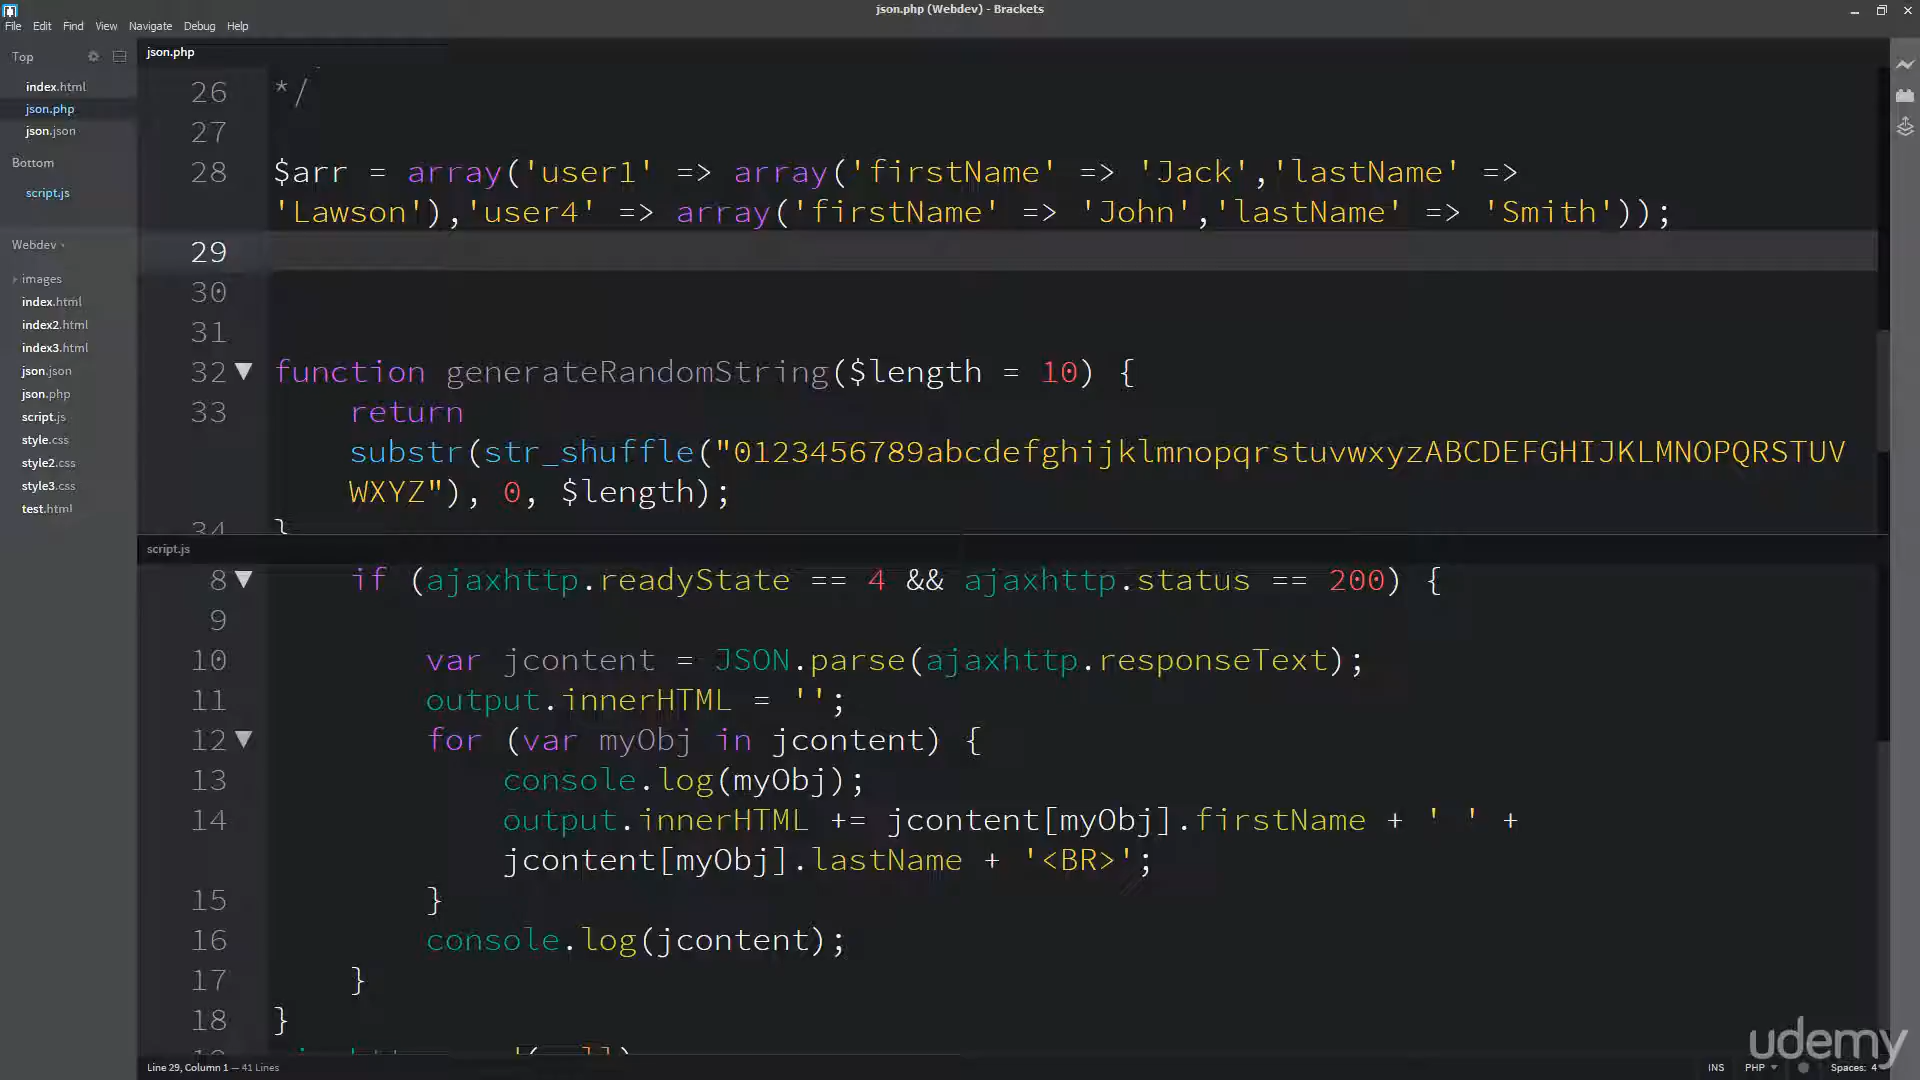 json.php (Webdev) - Brackets
File Edit Find View Navigate Debug Help
Top
index.html
json.php
json.json
Bottom
script.js
Webdev
images
index.html
index2.html
index3.html
json.json
json.php
script.js
style.css
style2.css
style3.css
test.html
json.php
26 */
27
28 $arr = array('user1' => array('firstName' => 'Jack','lastName' =>
'Lawson'),'user4' => array('firstName' => 'John','lastName' => 'Smith'));
29
30
31
32 function generateRandomString($length = 10) {
33 return
substr(str_shuffle("0123456789abcdefghijklmnopqrstuvwxyzABCDEFGHIJKLMNOPQRSTUV
WXYZ"), 0, $length);
34 }
script.js
8 if (ajaxhttp.readyState == 4 && ajaxhttp.status == 200) {
9
10 var jcontent = JSON.parse(ajaxhttp.responseText);
11 output.innerHTML = '';
12 for (var myObj in jcontent) {
13 console.log(myObj);
14 output.innerHTML += jcontent[myObj].firstName + ' ' +
jcontent[myObj].lastName + '<BR>';
15 }
16 console.log(jcontent);
17 }
18 }
Line 29, Column 1 — 41 Lines
INS PHP Spaces: 4
udemy